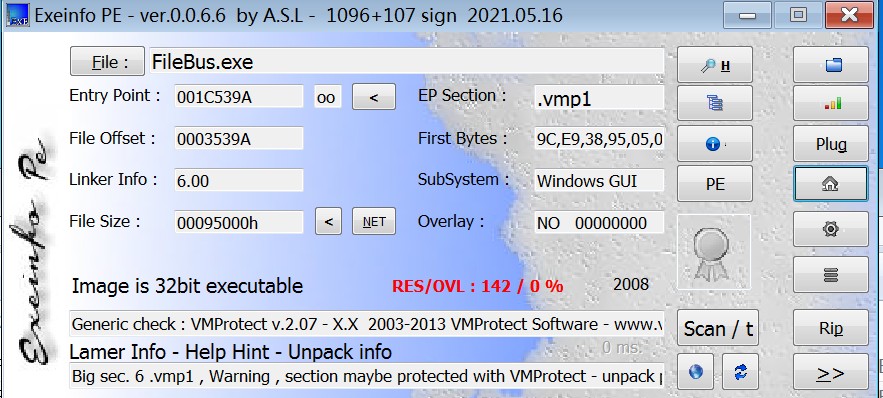 Exeinfo PE - ver.0.0.6.6 by A.S.L - 1096+107 sign 2021.05.16
File : FileBus.exe H
Entry Point : 001C539A oo < EP Section : .vmp1
File Offset : 0003539A First Bytes : 9C,E9,38,95,05,0 Plug
Linker Info : 6.00 SubSystem : Windows GUI PE
File Size : 00095000h < NET Overlay : NO 00000000
Image is 32bit executable RES/OVL : 142 / 0 % 2008
Generic check : VMProtect v.2.07 - X.X 2003-2013 VMProtect Software - www.v Scan / t Rip
Lamer Info - Help Hint - Unpack info 0 ms.
Big sec. 6 .vmp1 , Warning , section maybe protected with VMProtect - unpack >>
Exeinfo Pe